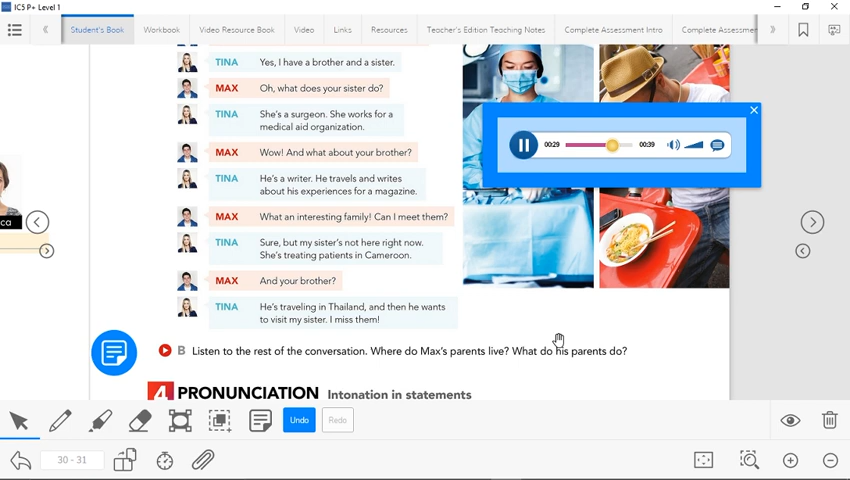 IC5 P+ Level 1
Student's Book
Workbook
Video Resource Book
Video
Links
Resources
Teacher's Edition Teaching Notes
Complete Assessment Intro
Complete Assessmen
TINA Yes, I have a brother and a sister.
MAX Oh, what does your sister do?
TINA She's a surgeon. She works for a
medical aid organization.
MAX Wow! And what about your brother?
TINA He's a writer. He travels and writes
about his experiences for a magazine.
MAX What an interesting family! Can I meet them?
TINA Sure, but my sister's not here right now.
She's treating patients in Cameroon.
MAX And your brother?
TINA He's traveling in Thailand, and then he wants
to visit my sister. I miss them!
00:29
00:39
ca
B Listen to the rest of the conversation. Where do Max's parents live? What do his parents do?
4 PRONUNCIATION Intonation in statements
Undo
Redo
30 - 31